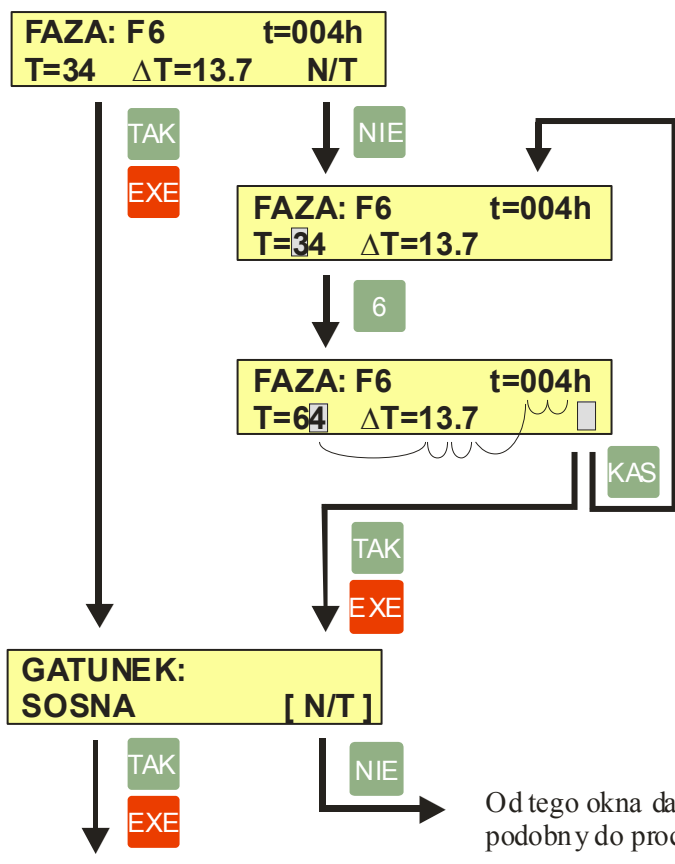 FAZA: F6 t=004h
T=34 ΔT=13.7 N/T
TAK NIE
EXE
FAZA: F6 t=004h
T=34 ΔT=13.7
6
FAZA: F6 t=004h
T=64 ΔT=13.7
KAS
TAK
EXE
GATUNEK:
SOSNA [ N/T ]
TAK NIE
EXE
Od tego okna
podobny do